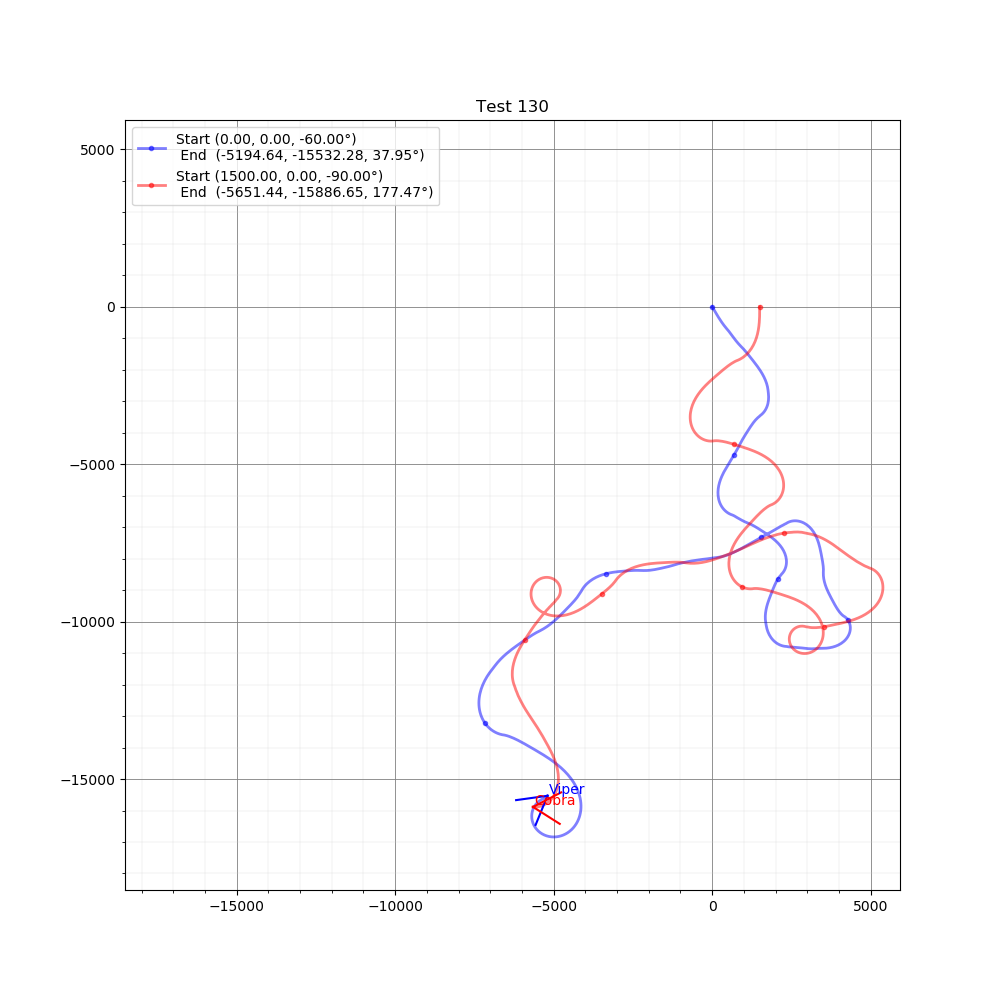 Test 130
Start (0.00, 0.00, -60.00°)
End  (-5194.64, -15532.28, 37.95°)
Start (1500.00, 0.00, -90.00°)
End  (-5651.44, -15886.65, 177.47°)
5000
0
−5000
−10000
−15000
Viper
Cobra
−15000
−10000
−5000
0
5000